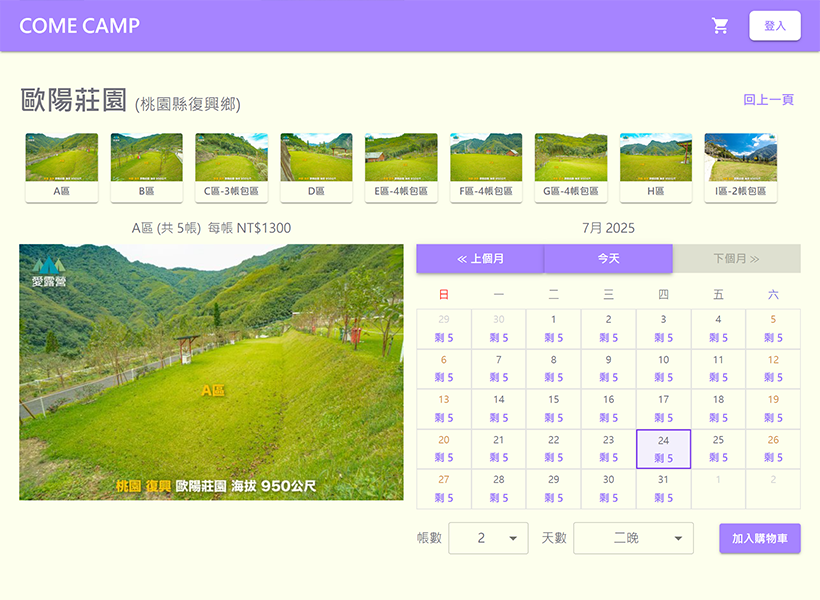 COME CAMP
登入
歐陽莊園 (桃園縣復興鄉)
回上一頁
A區 B區 C區-3帳包區 D區 E區-4帳包區 F區-4帳包區 G區-4帳包區 H區 I區-2帳包區
A區 (共 5帳) 每帳 NT$1300
愛露營
A區
桃園 復興 歐陽莊園 海拔 950公尺
7月 2025
≪ 上個月 今天 下個月 ≫
日 一 二 三 四 五 六
29 30 1 2 3 4 5
剩 5 剩 5 剩 5 剩 5 剩 5 剩 5 剩 5
6 7 8 9 10 11 12
剩 5 剩 5 剩 5 剩 5 剩 5 剩 5 剩 5
13 14 15 16 17 18 19
剩 5 剩 5 剩 5 剩 5 剩 5 剩 5 剩 5
20 21 22 23 24 25 26
剩 5 剩 5 剩 5 剩 5 剩 5 剩 5 剩 5
27 28 29 30 31 1 2
剩 5 剩 5 剩 5 剩 5 剩 5
帳數 2 天數 二晚 加入購物車